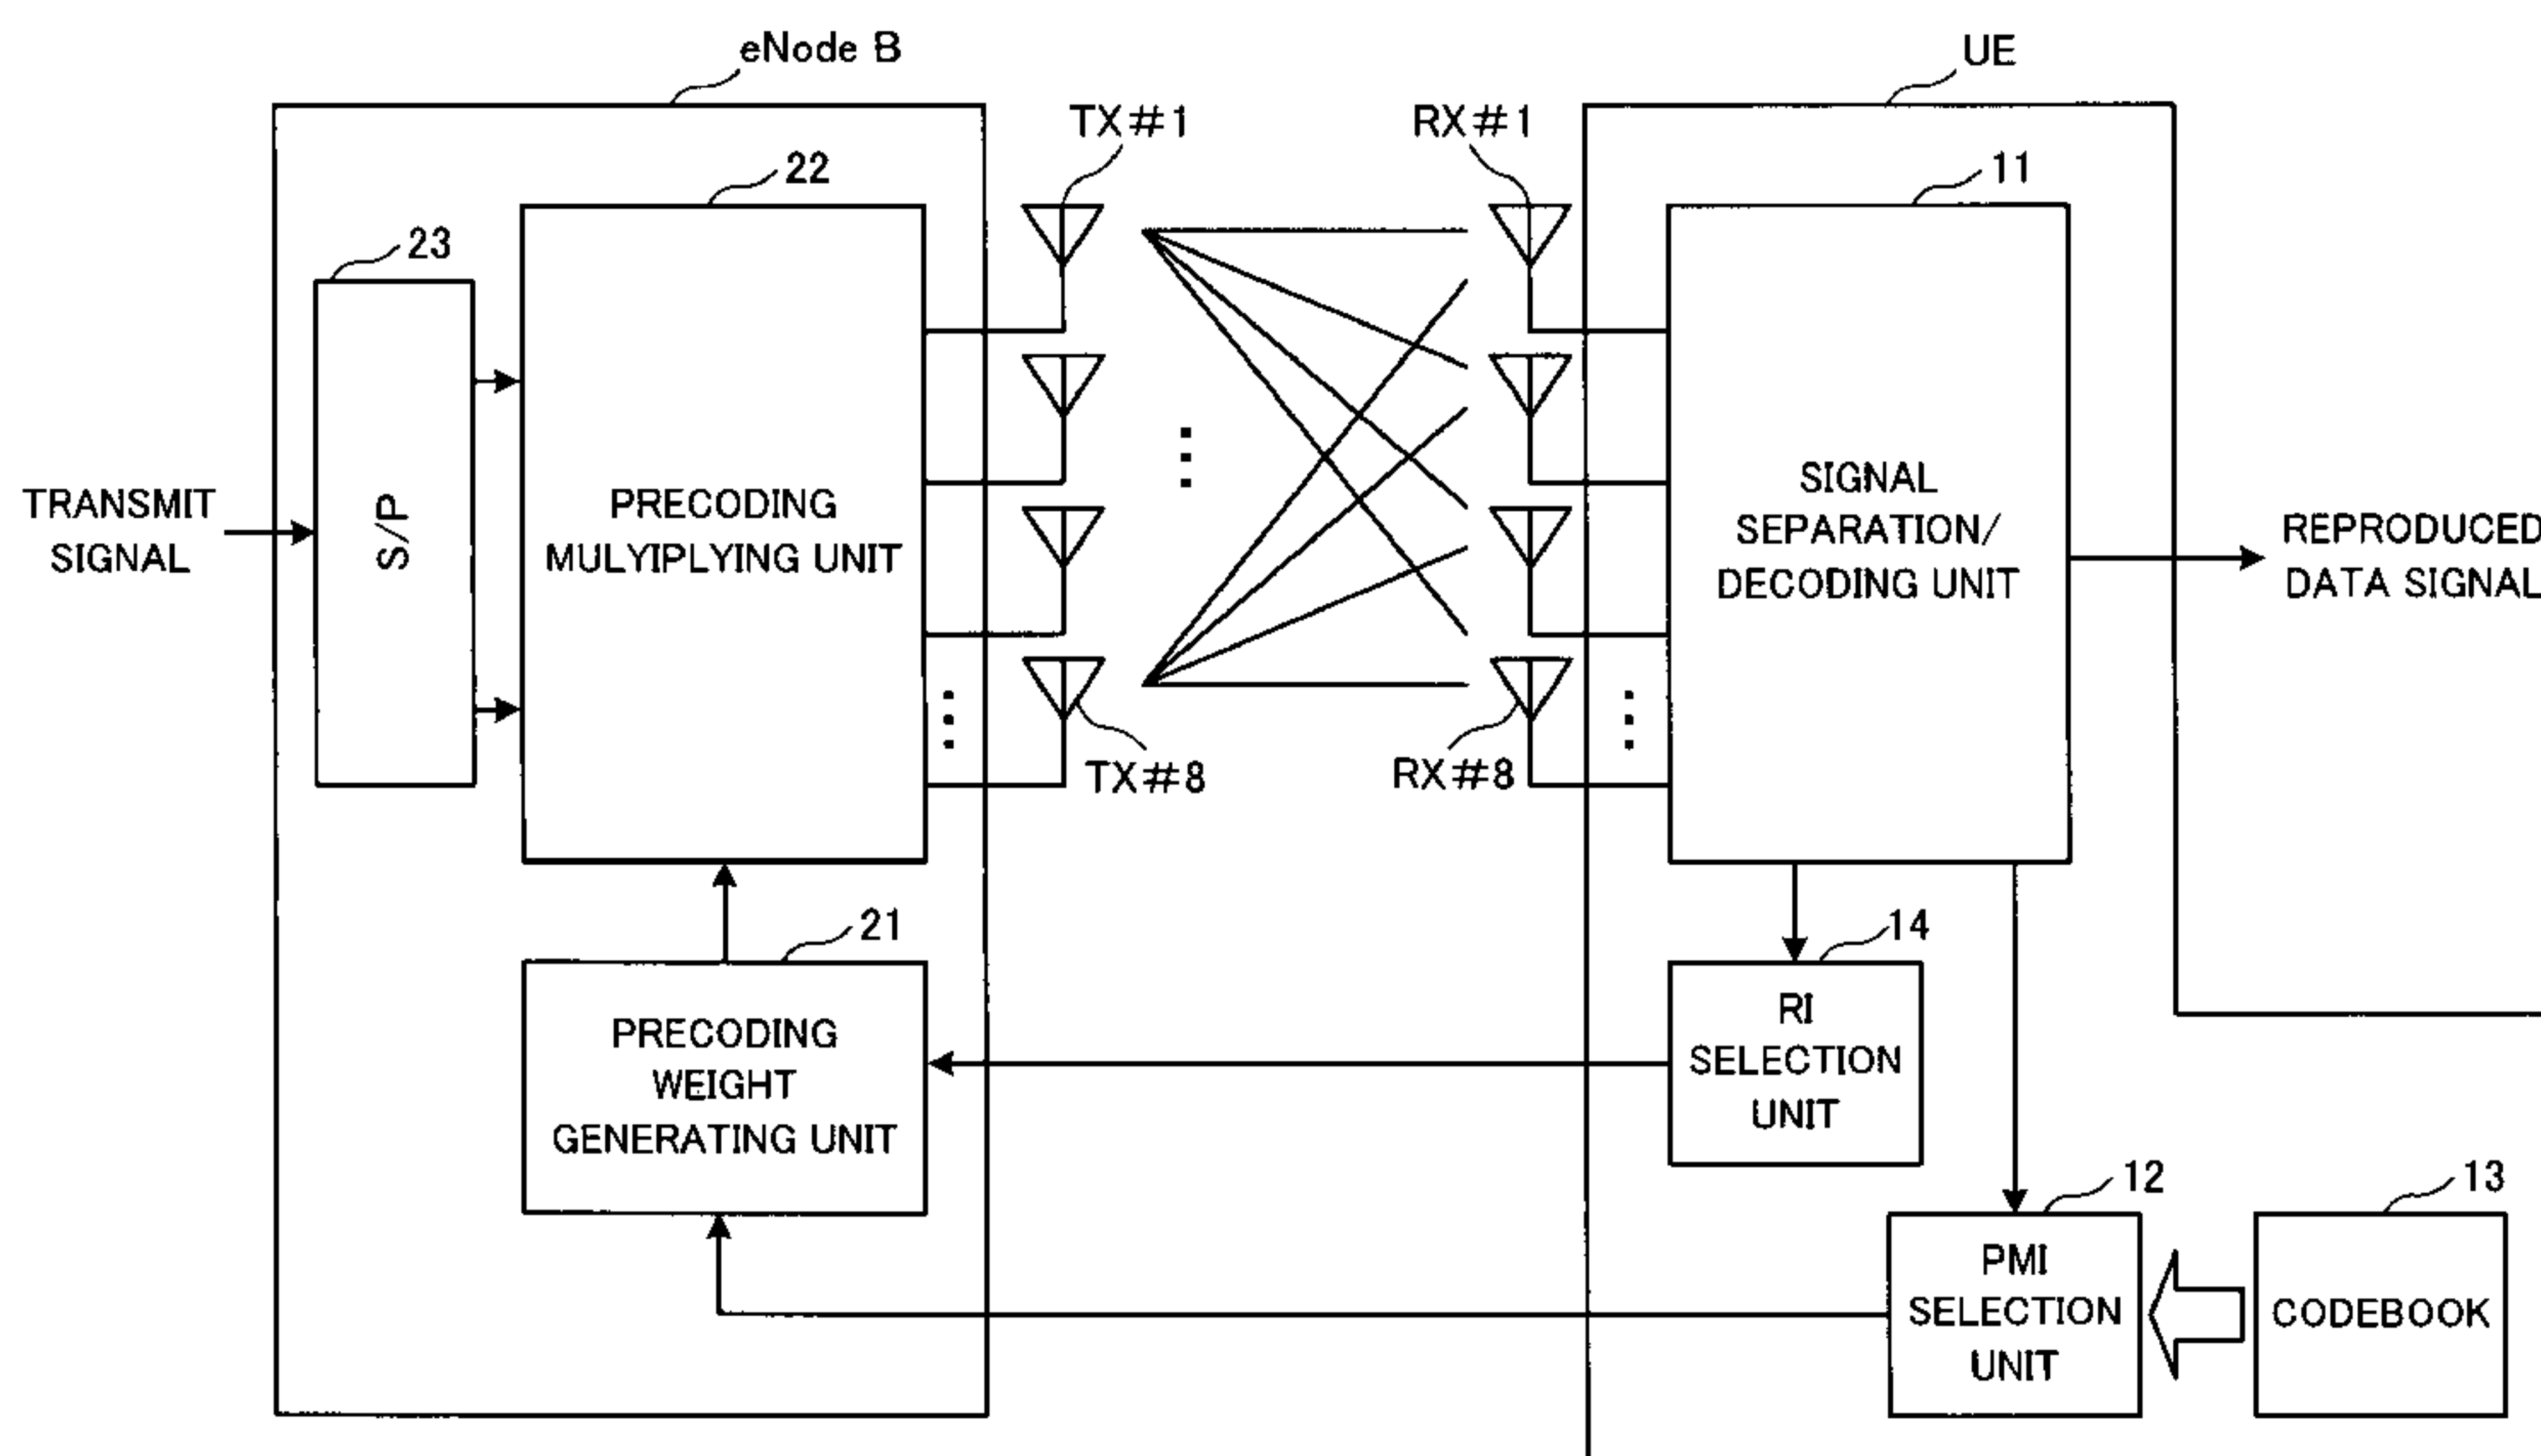 eNode B
UE
TX#1
RX#1
22
11
23
TRANSMIT
SIGNAL
S/P
PRECODING
MULYIPLYING UNIT
SIGNAL
SEPARATION/
DECODING UNIT
REPRODUCED
DATA SIGNAL
TX#8
RX#8
21
14
PRECODING
WEIGHT
GENERATING UNIT
RI
SELECTION
UNIT
12
13
PMI
SELECTION
UNIT
CODEBOOK